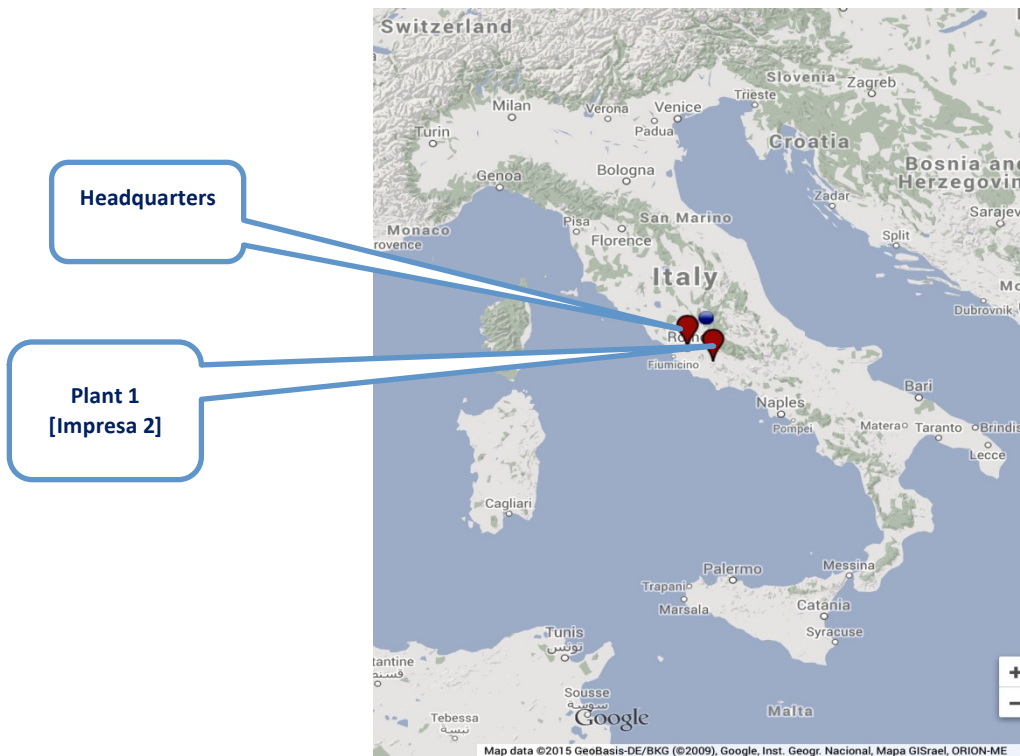 Headquarters
Plant 1
[Impresa 2]
Switzerland
Slovenia
Zagreb
Milan
Verona
Venice
Trieste
Turin
Padua
Croatia
Bosnia and
Herzegovin
Genoa
Bologna
Zadar
Monaco
Pisa
San Marino
Sarajev
rovence
Florence
Split
Italy
Dubrovnik
Fiumicino
Bari
Naples
Pompei
Matera
Taranto
Brindis
Lecce
Cagliari
Palermo
Messina
Trapani
Marsala
Catania
Syracuse
Tunis
تونس
tantine
Sousse
سوسة
Tebessa
تبسة
Google
Malta
+
−
Map data ©2015 GeoBasis-DE/BKG (©2009), Google, Inst. Geogr. Nacional, Mapa GISrael, ORION-ME